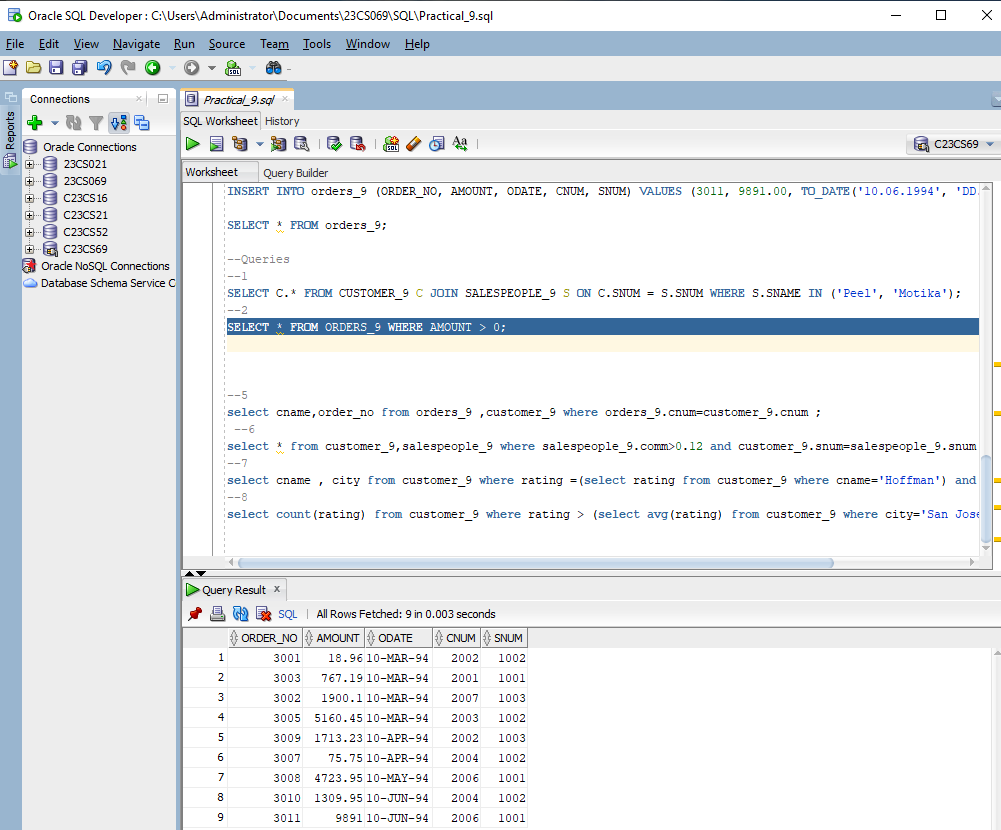 Oracle SQL Developer : C:\Users\Administrator\Documents\23CS069\SQL\Practical_9.sql
File Edit View Navigate Run Source Team Tools Window Help
Reports
Connections
Oracle Connections
23CS021
23CS069
C23CS16
C23CS21
C23CS52
C23CS69
Oracle NoSQL Connections
Database Schema Service C
Practical_9.sql
SQL Worksheet History
C23CS69
Worksheet Query Builder
INSERT INTO orders_9 (ORDER_NO, AMOUNT, ODATE, CNUM, SNUM) VALUES (3011, 9891.00, TO_DATE('10.06.1994', 'DD.
SELECT * FROM orders_9;
--Queries
--1
SELECT C.* FROM CUSTOMER_9 C JOIN SALESPEOPLE_9 S ON C.SNUM = S.SNUM WHERE S.SNAME IN ('Peel', 'Motika');
--2
SELECT * FROM ORDERS_9 WHERE AMOUNT > 0;
--5
select cname,order_no from orders_9 ,customer_9 where orders_9.cnum=customer_9.cnum ;
--6
select * from customer_9,salespeople_9 where salespeople_9.comm>0.12 and customer_9.snum=salespeople_9.snum
--7
select cname , city from customer_9 where rating =(select rating from customer_9 where cname='Hoffman') and
--8
select count(rating) from customer_9 where rating > (select avg(rating) from customer_9 where city='San Jose
Query Result
SQL | All Rows Fetched: 9 in 0.003 seconds
ORDER_NO AMOUNT ODATE CNUM SNUM
1 3001 18.96 10-MAR-94 2002 1002
2 3003 767.19 10-MAR-94 2001 1001
3 3002 1900.1 10-MAR-94 2007 1003
4 3005 5160.45 10-MAR-94 2003 1002
5 3009 1713.23 10-APR-94 2002 1003
6 3007 75.75 10-APR-94 2004 1002
7 3008 4723.95 10-MAY-94 2006 1001
8 3010 1309.95 10-JUN-94 2004 1002
9 3011 9891 10-JUN-94 2006 1001